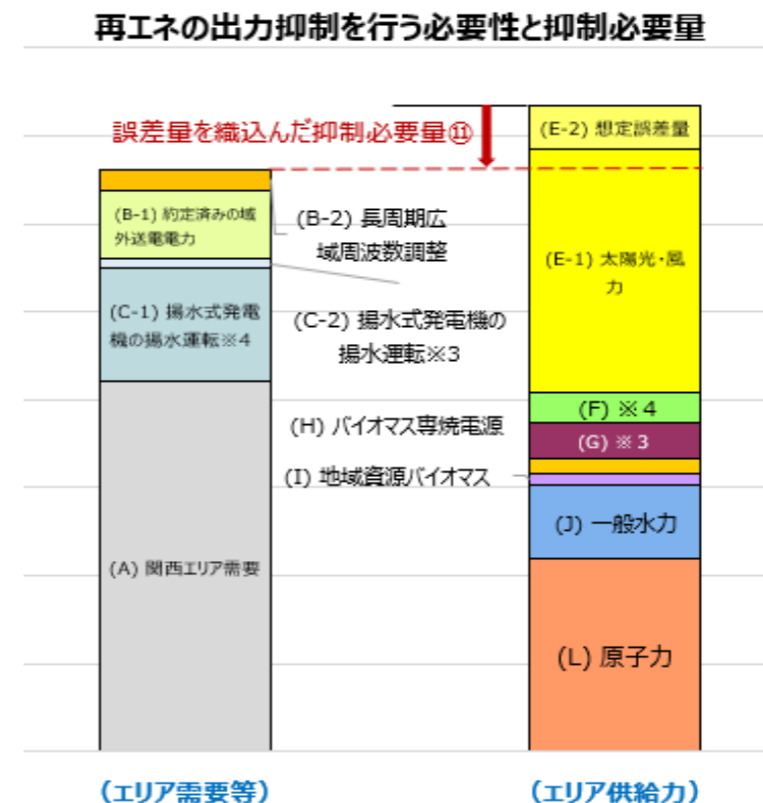 再エネの出力抑制を行う必要性と抑制必要量
誤差量を織込んだ抑制必要量⑪
(B-1) 約定済みの域
外送電電力
(B-2) 長周期広
域周波数調整
(C-1) 揚水式発電
機の揚水運転※4
(C-2) 揚水式発電機の
揚水運転※3
(A) 関西エリア需要
(E-2) 想定誤差量
(E-1) 太陽光・風
力
(F) ※4
(G) ※3
(H) バイオマス専焼電源
(I) 地域資源バイオマス
(J) 一般水力
(L) 原子力
（エリア需要等）
（エリア供給力）